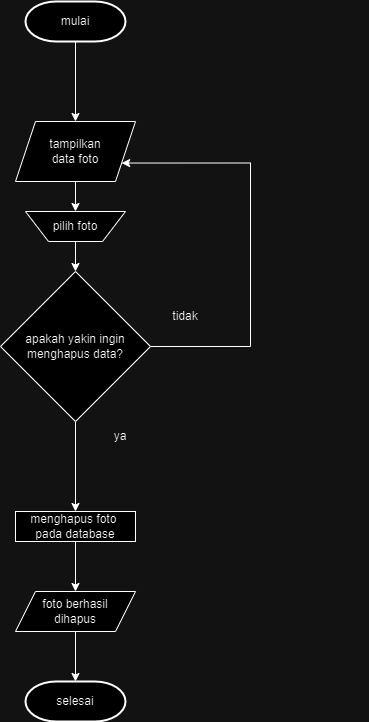 mulai
tampilkan
data foto
pilih foto
apakah yakin ingin
menghapus data?
tidak
ya
menghapus foto
pada database
foto berhasil
dihapus
selesai